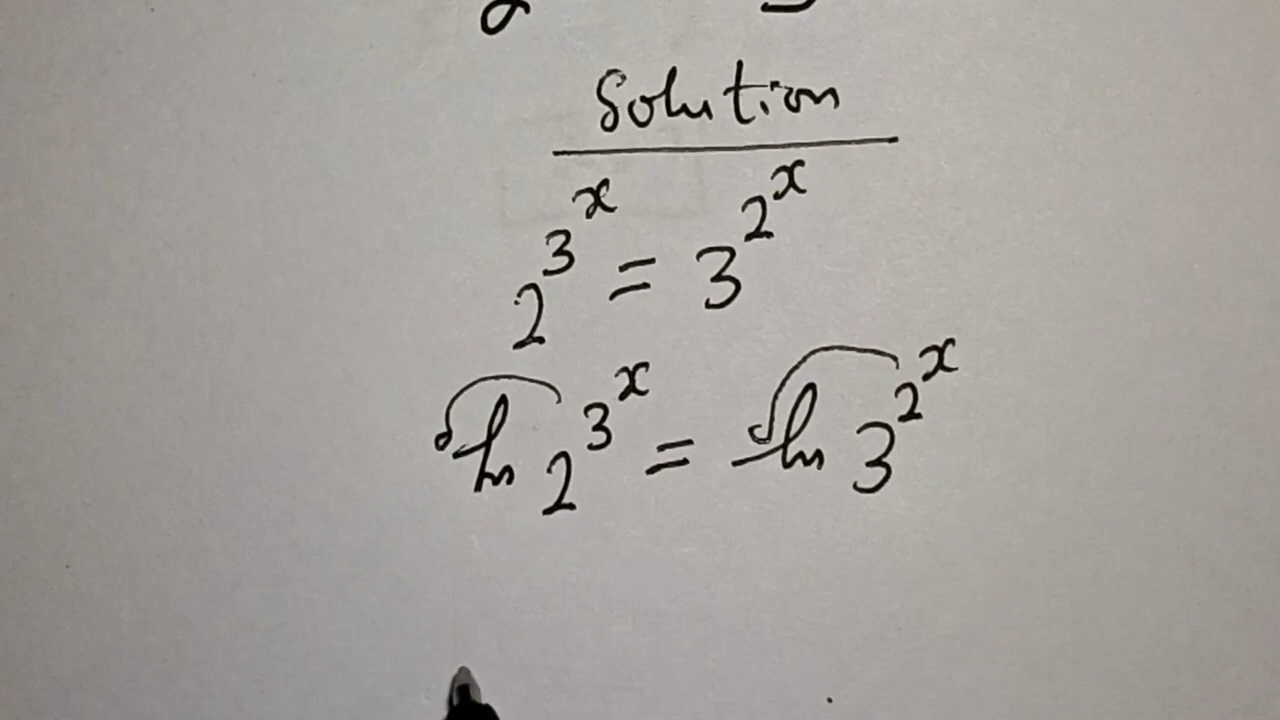 Solution
2^{3^{x}} = 3^{2^{x}}
ln 2^{3^{x}} = ln 3^{2^{x}}